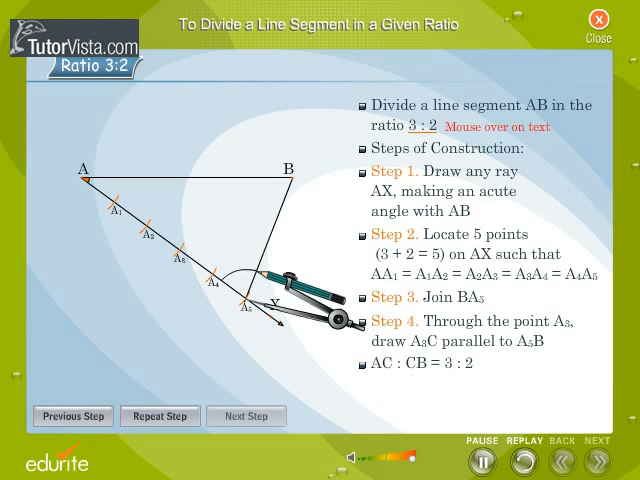 To Divide a Line Segment in a Given Ratio
Close
TutorVista.com
Ratio 3:2
Divide a line segment AB in the
ratio 3 : 2 Mouse over on text
Steps of Construction:
Step 1. Draw any ray
AX, making an acute
angle with AB
Step 2. Locate 5 points
(3 + 2 = 5) on AX such that
AA₁ = A₁A₂ = A₂A₃ = A₃A₄ = A₄A₅
Step 3. Join BA₅
Step 4. Through the point A₃,
draw A₃C parallel to A₅B
AC : CB = 3 : 2
A
B
A₁
A₂
A₃
A₄
A₅
X
Previous Step
Repeat Step
Next Step
PAUSE REPLAY BACK NEXT
edurite